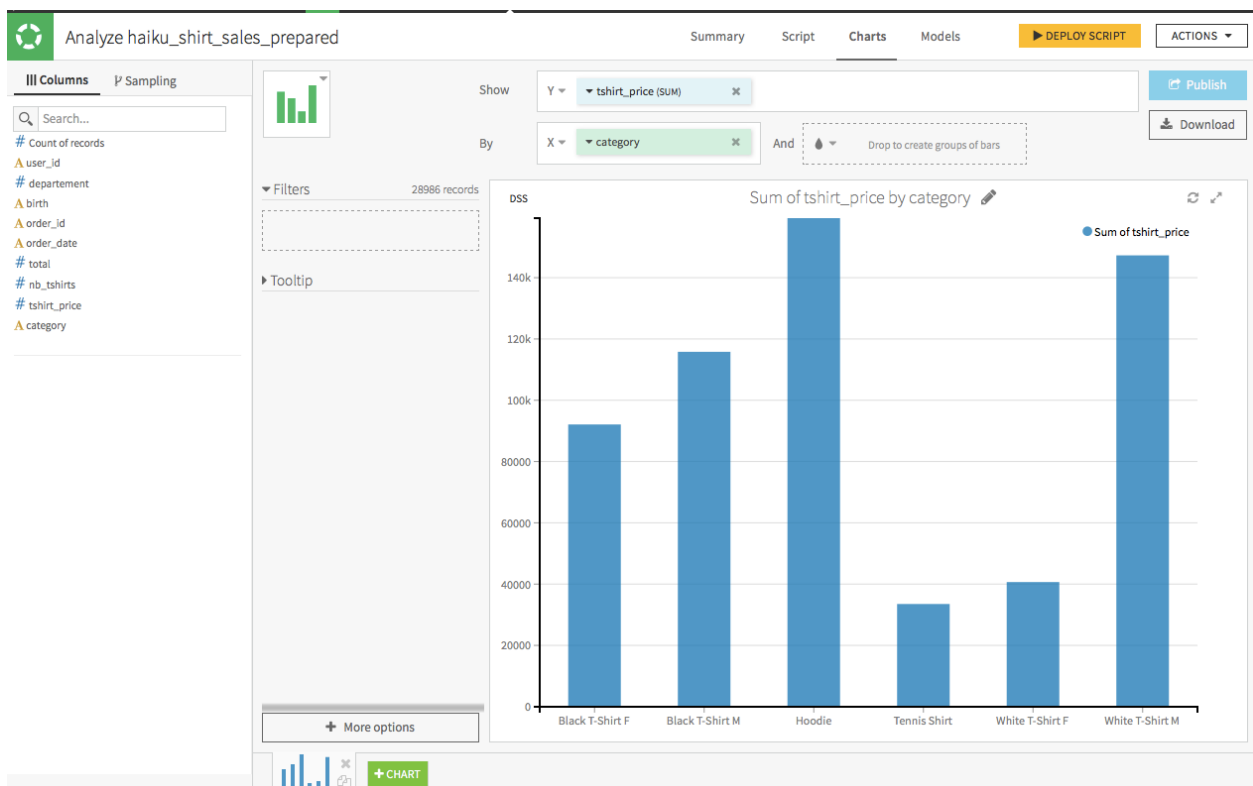 Analyze haiku_shirt_sales_prepared
Summary
Script
Charts
Models
DEPLOY SCRIPT
ACTIONS
Columns
Sampling
Search...
# Count of records
A user_id
# departement
A birth
A order_id
A order_date
# total
# nb_tshirts
# tshirt_price
A category
Show
Y
tshirt_price (SUM)
By
X
category
And
Drop to create groups of bars
Publish
Download
Filters
28986 records
Tooltip
+ More options
DSS
Sum of tshirt_price by category
Sum of tshirt_price
140k
120k
100k
80000
60000
40000
20000
0
Black T-Shirt F
Black T-Shirt M
Hoodie
Tennis Shirt
White T-Shirt F
White T-Shirt M
+ CHART